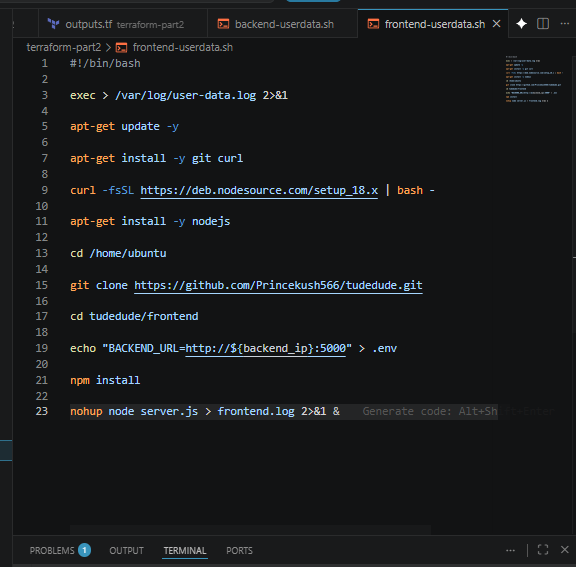 outputs.tf terraform-part2
backend-userdata.sh
frontend-userdata.sh
terraform-part2 > frontend-userdata.sh
1 #!/bin/bash
2
3 exec > /var/log/user-data.log 2>&1
4
5 apt-get update -y
6
7 apt-get install -y git curl
8
9 curl -fsSL https://deb.nodesource.com/setup_18.x | bash -
10
11 apt-get install -y nodejs
12
13 cd /home/ubuntu
14
15 git clone https://github.com/Princekush566/tudedude.git
16
17 cd tudedude/frontend
18
19 echo "BACKEND_URL=http://${backend_ip}:5000" > .env
20
21 npm install
22
23 nohup node server.js > frontend.log 2>&1 & Generate code: Alt+Sh
PROBLEMS 1 OUTPUT TERMINAL PORTS